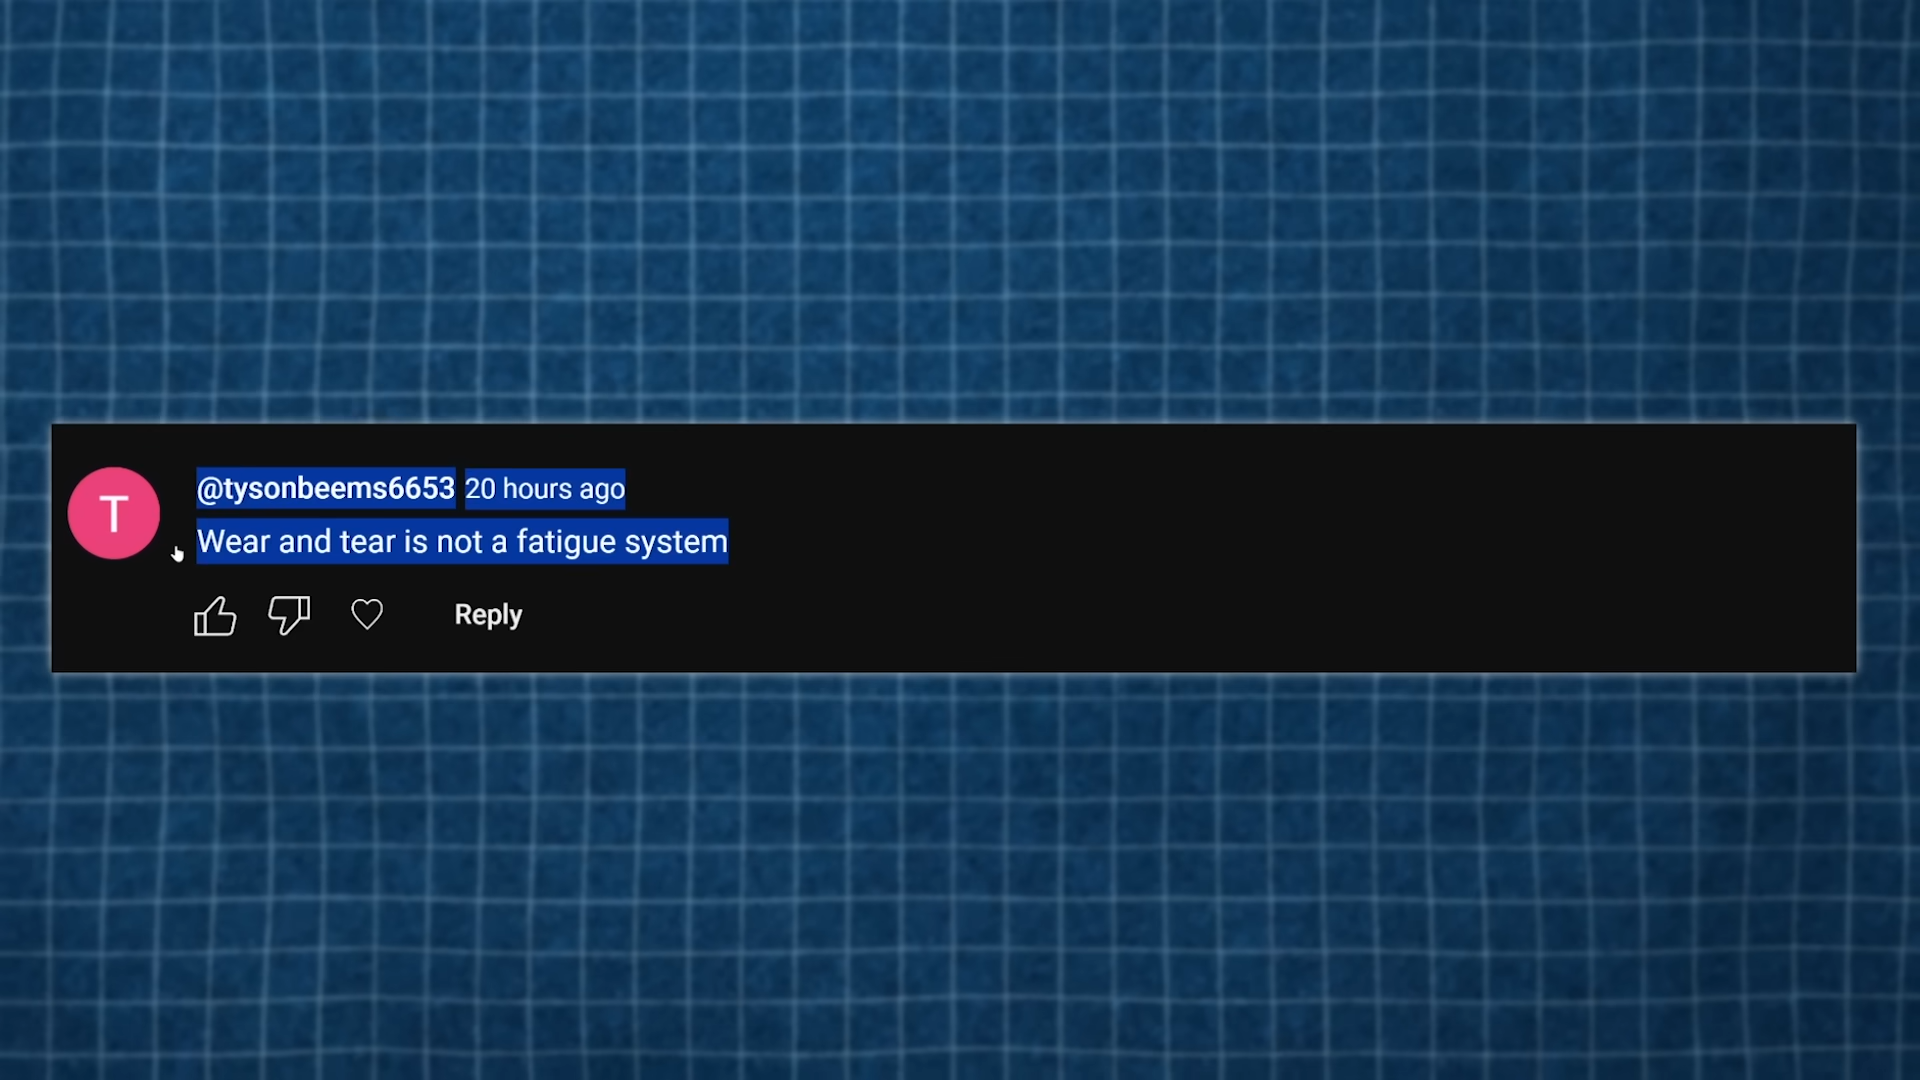 T
@tysonbeems6653 20 hours ago
Wear and tear is not a fatigue system
Reply